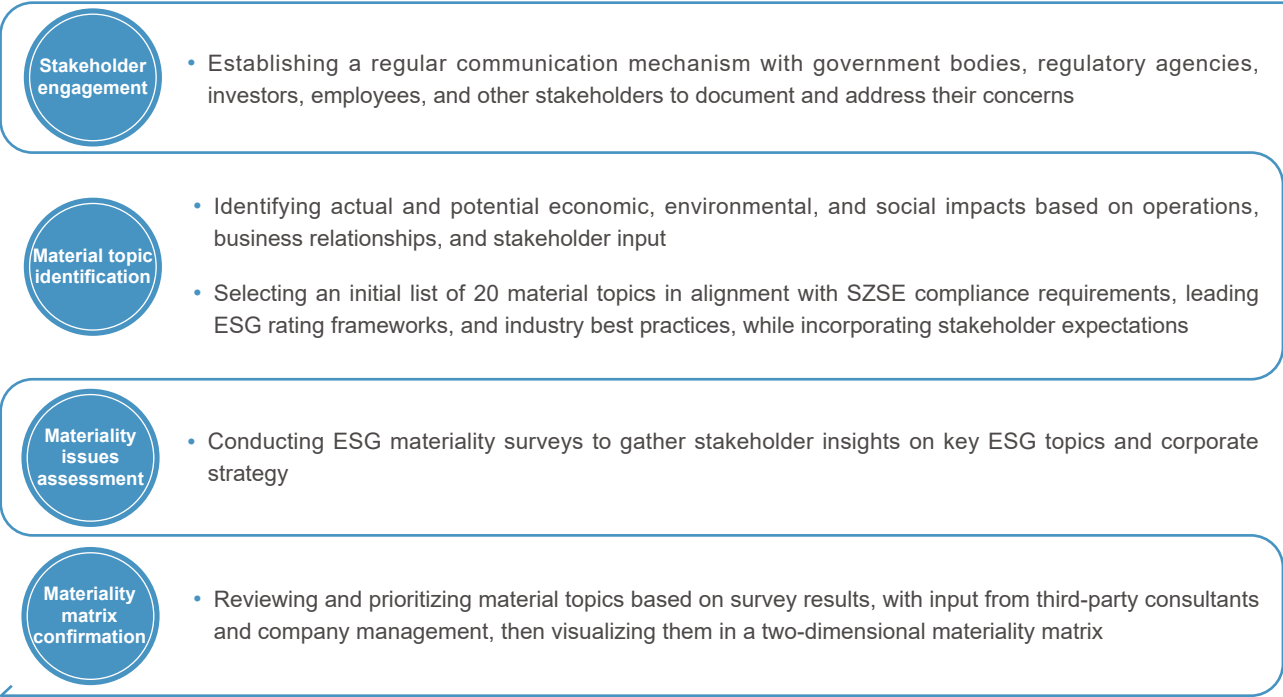 Stakeholder
engagement
• Establishing a regular communication mechanism with government bodies, regulatory agencies,
investors, employees, and other stakeholders to document and address their concerns
Material topic
identification
• Identifying actual and potential economic, environmental, and social impacts based on operations,
business relationships, and stakeholder input
• Selecting an initial list of 20 material topics in alignment with SZSE compliance requirements, leading
ESG rating frameworks, and industry best practices, while incorporating stakeholder expectations
Materiality
issues
assessment
• Conducting ESG materiality surveys to gather stakeholder insights on key ESG topics and corporate
strategy
Materiality
matrix
confirmation
• Reviewing and prioritizing material topics based on survey results, with input from third-party consultants
and company management, then visualizing them in a two-dimensional materiality matrix